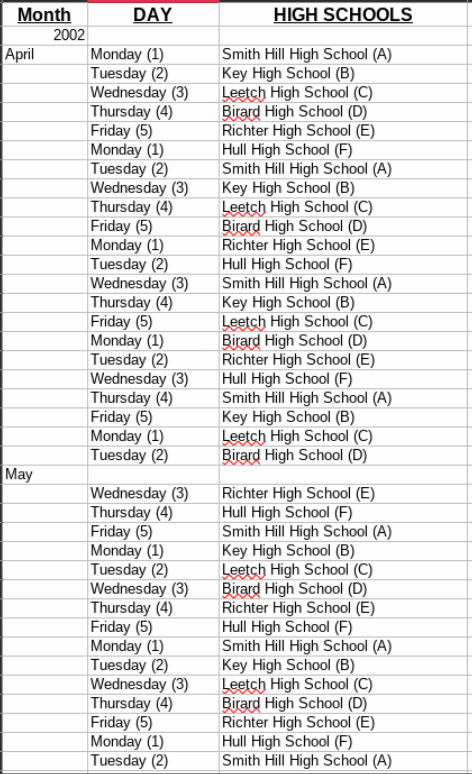 Month DAY HIGH SCHOOLS
2002
April Monday (1) Smith Hill High School (A)
Tuesday (2) Key High School (B)
Wednesday (3) Leetch High School (C)
Thursday (4) Birard High School (D)
Friday (5) Richter High School (E)
Monday (1) Hull High School (F)
Tuesday (2) Smith Hill High School (A)
Wednesday (3) Key High School (B)
Thursday (4) Leetch High School (C)
Friday (5) Birard High School (D)
Monday (1) Richter High School (E)
Tuesday (2) Hull High School (F)
Wednesday (3) Smith Hill High School (A)
Thursday (4) Key High School (B)
Friday (5) Leetch High School (C)
Monday (1) Birard High School (D)
Tuesday (2) Richter High School (E)
Wednesday (3) Hull High School (F)
Thursday (4) Smith Hill High School (A)
Friday (5) Key High School (B)
Monday (1) Leetch High School (C)
Tuesday (2) Birard High School (D)
May
Wednesday (3) Richter High School (E)
Thursday (4) Hull High School (F)
Friday (5) Smith Hill High School (A)
Monday (1) Key High School (B)
Tuesday (2) Leetch High School (C)
Wednesday (3) Birard High School (D)
Thursday (4) Richter High School (E)
Friday (5) Hull High School (F)
Monday (1) Smith Hill High School (A)
Tuesday (2) Key High School (B)
Wednesday (3) Leetch High School (C)
Thursday (4) Birard High School (D)
Friday (5) Richter High School (E)
Monday (1) Hull High School (F)
Tuesday (2) Smith Hill High School (A)